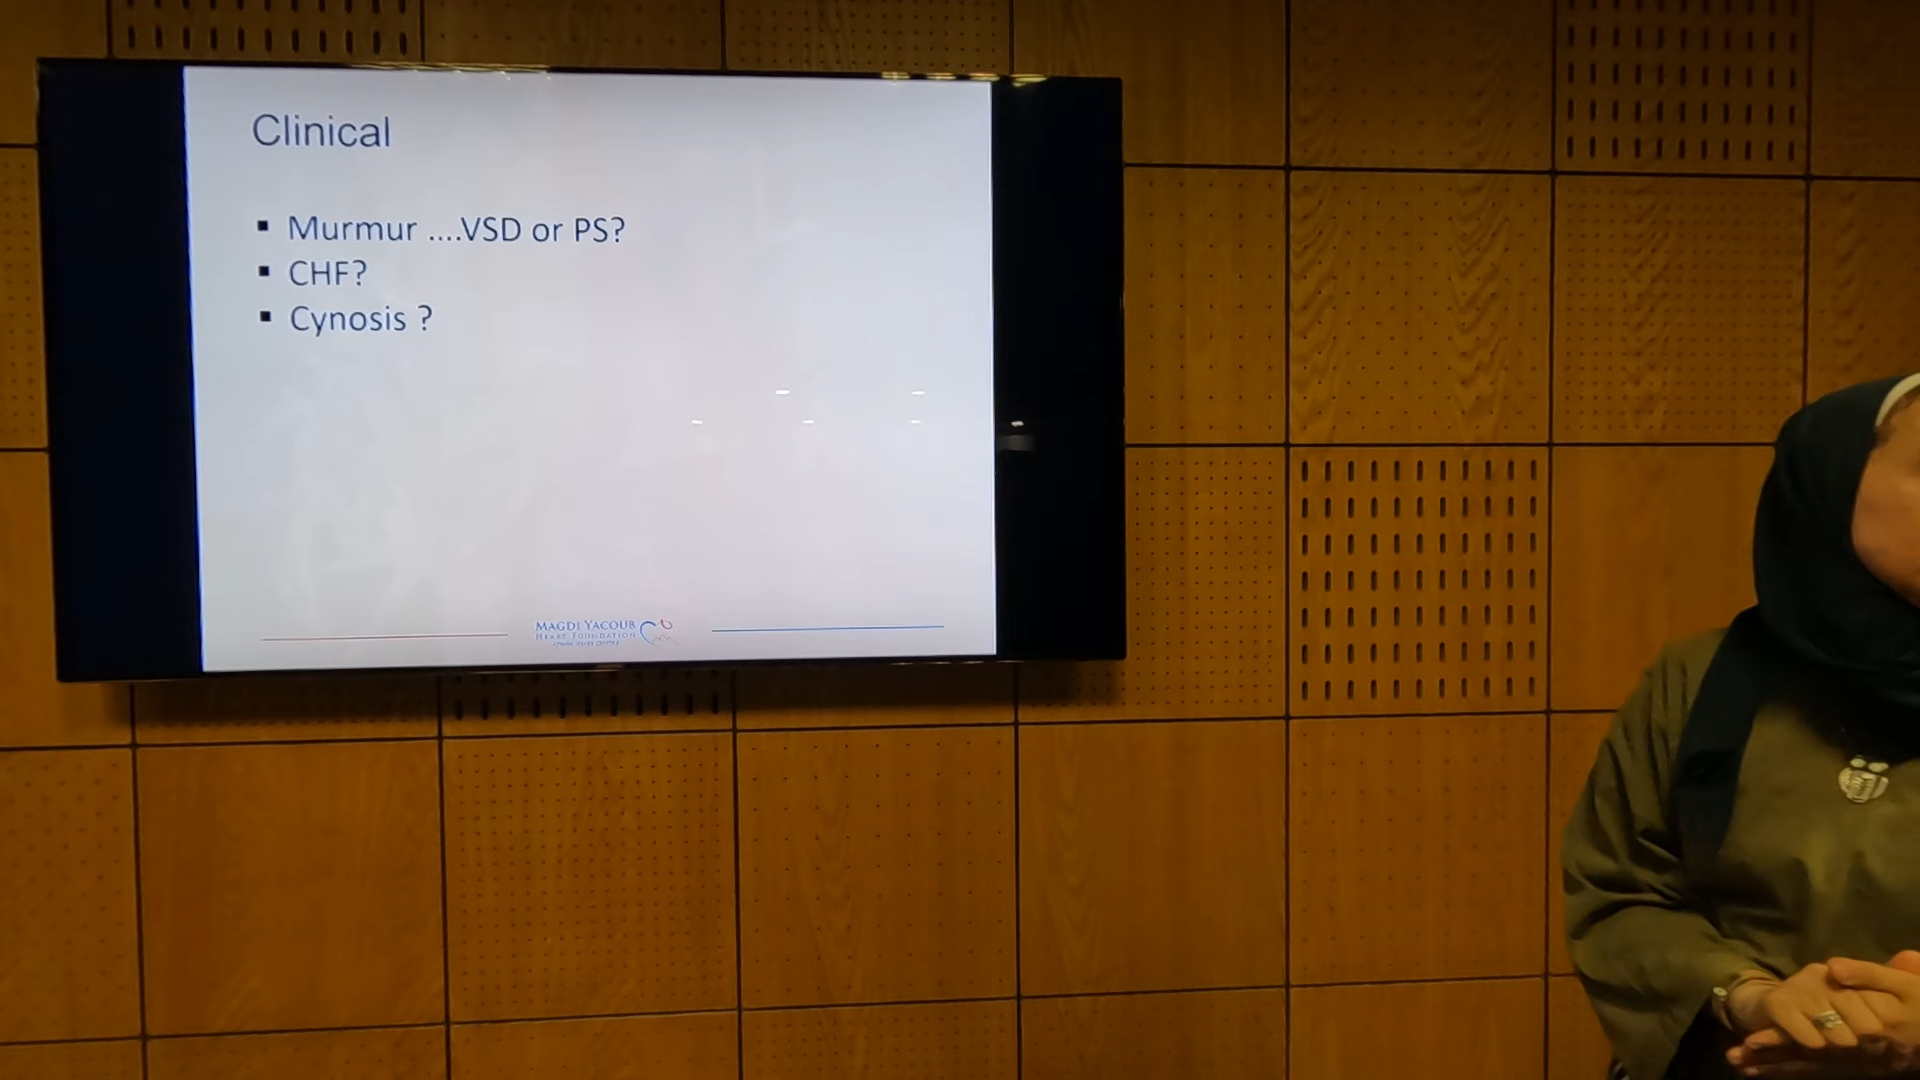 Clinical
▪ Murmur ....VSD or PS?
▪ CHF?
▪ Cynosis ?
MAGDI YACOUB
HEART FOUNDATION